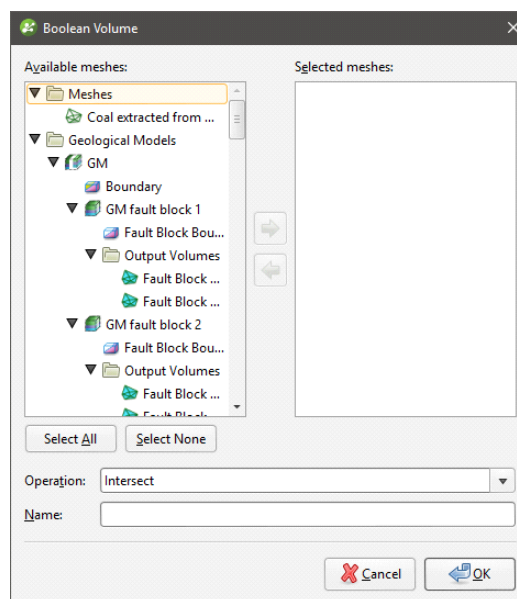 Boolean Volume
Available meshes:
Selected meshes:
Meshes
Coal extracted from ...
Geological Models
GM
Boundary
GM fault block 1
Fault Block Bou...
Output Volumes
Fault Block ...
Fault Block ...
GM fault block 2
Fault Block Bou...
Output Volumes
Fault Block ...
Fault Block
Select All
Select None
Operation:
Intersect
Name:
Cancel
OK